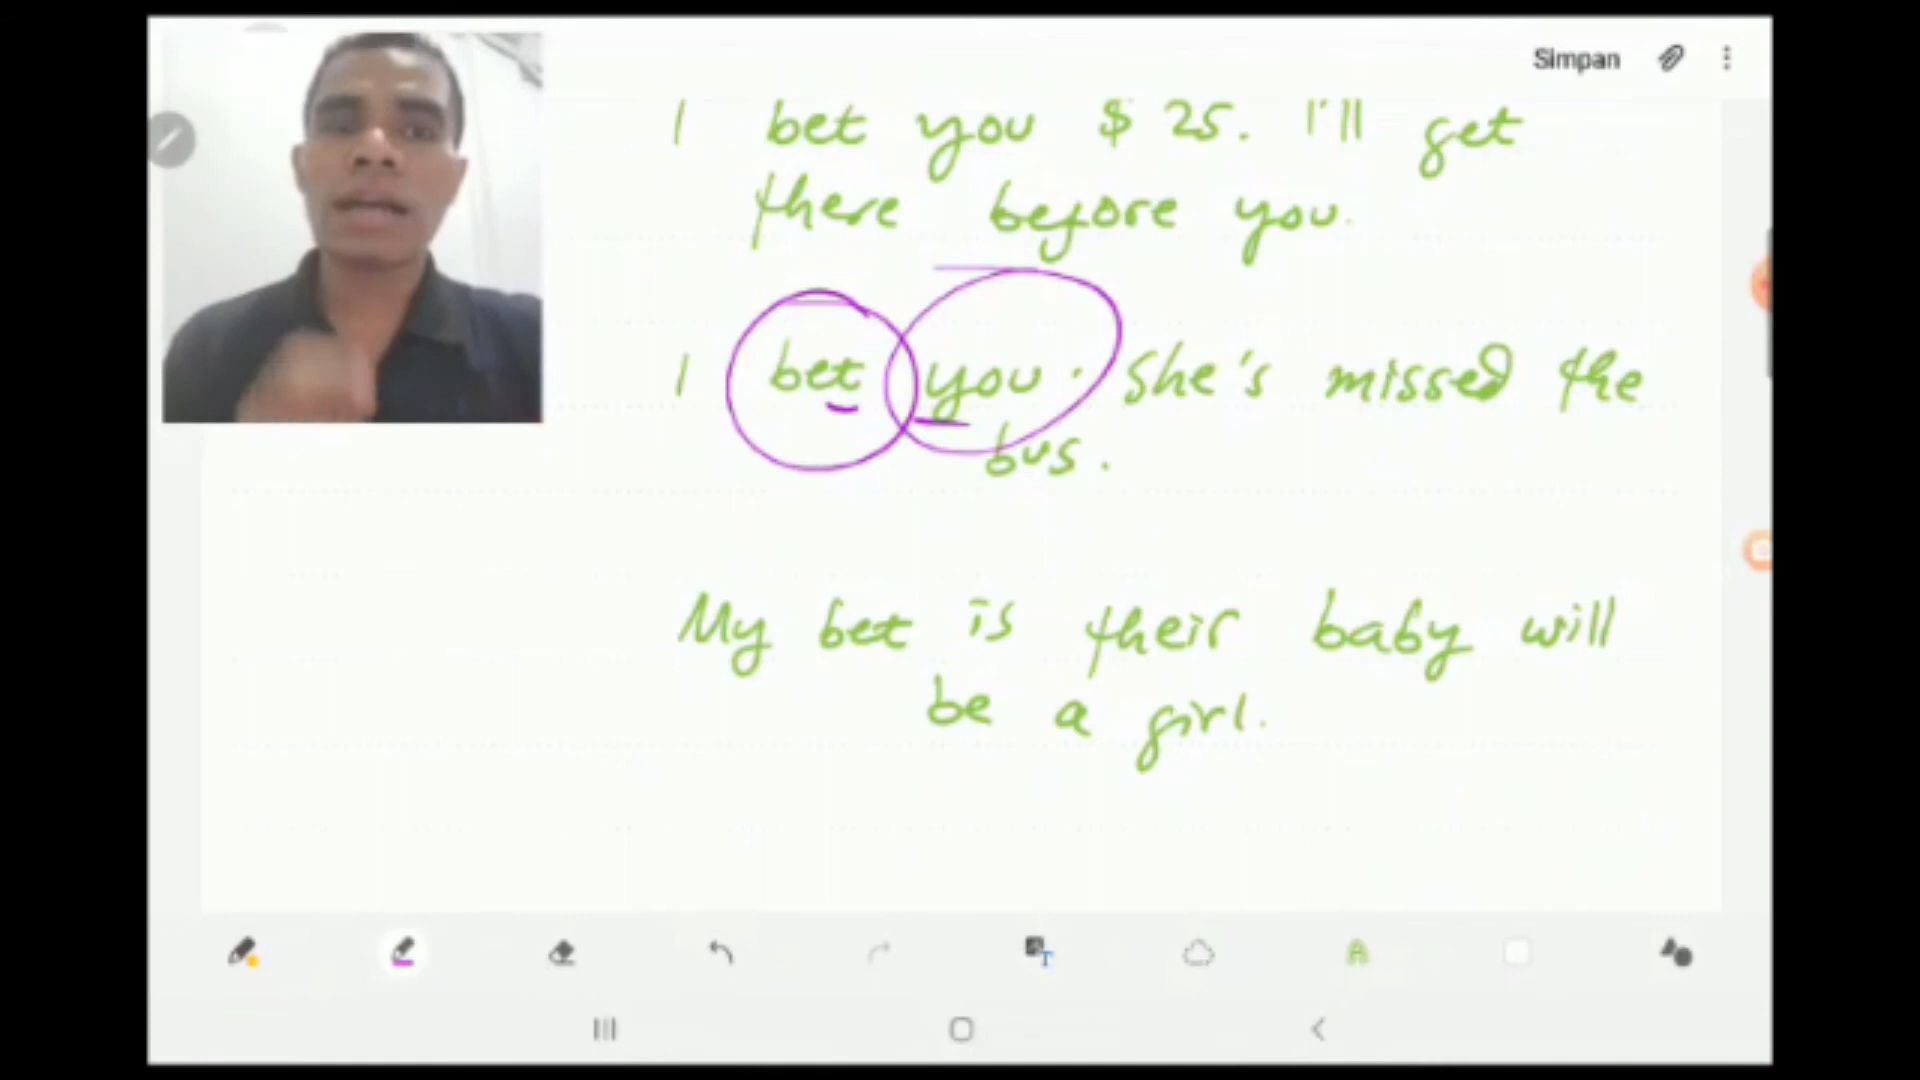 Simpan
I bet you $ 25. I'll get
there before you.
I bet you. She's missed the
bus.
My bet is their baby will
be a girl.